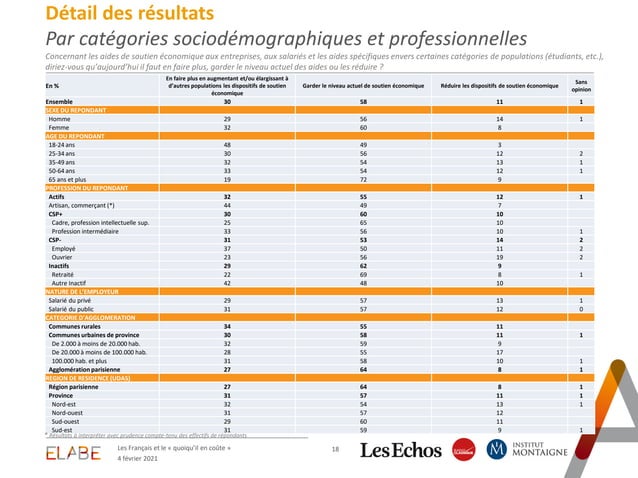 Détail des résultats
Par catégories sociodémographiques et professionnelles
Concernant les aides de soutien économique aux entreprises, aux salariés et les aides spécifiques envers certaines catégories de populations (étudiants, etc.),
diriez-vous qu'aujourd'hui il faut en faire plus, garder le niveau actuel des aides ou les réduire ?
En % En faire plus en augmentant et/ou élargissant à d'autres populations les dispositifs de soutien économique Garder le niveau actuel de soutien économique Réduire les dispositifs de soutien économique Sans opinion
Ensemble 30 58 11 1
SEXE DU REPONDANT
Homme 29 56 14 1
Femme 32 60 8
AGE DU REPONDANT
18-24 ans 48 49 3
25-34 ans 30 56 12 2
35-49 ans 32 54 13 1
50-64 ans 33 54 12 1
65 ans et plus 19 72 9
PROFESSION DU REPONDANT
Actifs 32 55 12 1
Artisan, commerçant (*) 44 49 7
CSP+ 30 60 10
Cadre, profession intellectuelle sup. 25 65 10
Profession intermédiaire 33 56 10 1
CSP- 31 53 14 2
Employé 37 50 11 2
Ouvrier 23 56 19 2
Inactifs 29 62 9
Retraité 22 69 8 1
Autre inactif 42 48 10
NATURE DE L'EMPLOYEUR
Salarié du privé 29 57 13 1
Salarié du public 31 57 12 0
CATEGORIE D'AGGLOMERATION
Communes rurales 34 55 11
Communes urbaines de province 30 58 11 1
De 2.000 à moins de 20.000 hab. 32 59 9
De 20.000 à moins de 100.000 hab. 28 55 17
100.000 hab. et plus 31 58 10 1
Agglomération parisienne 27 64 8 1
REGION DE RESIDENCE (UDA5)
Région parisienne 27 64 8 1
Province 31 57 11 1
Nord-est 32 54 13 1
Nord-ouest 31 57 12
Sud-ouest 29 60 11
Sud-est 31 59 9 1
* Résultats à interpréter avec prudence compte-tenu des effectifs de répondants
ELABE
Les Français et le « quoiqu'il en coûte »
4 février 2021
18
Les Echos
RADIO CLASSIQUE
M
INSTITUT
MONTAIGNE